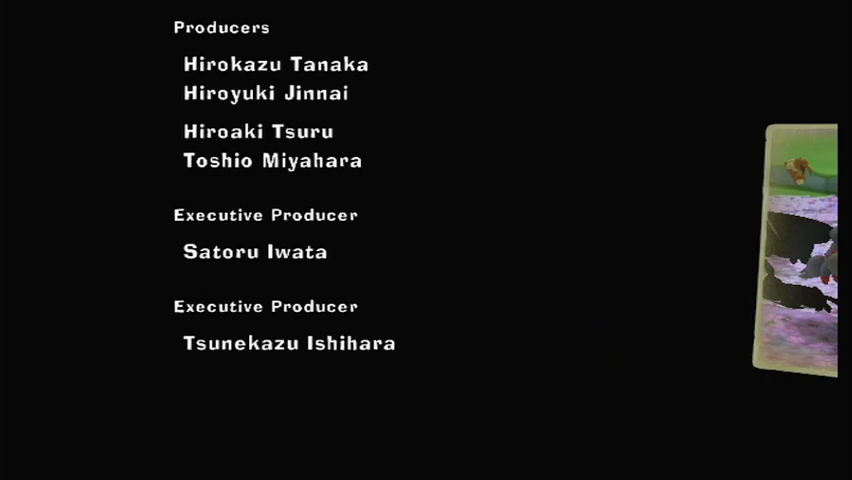 Producers
Hirokazu Tanaka
Hiroyuki Jinnai
Hiroaki Tsuru
Toshio Miyahara
Executive Producer
Satoru Iwata
Executive Producer
Tsunekazu Ishihara